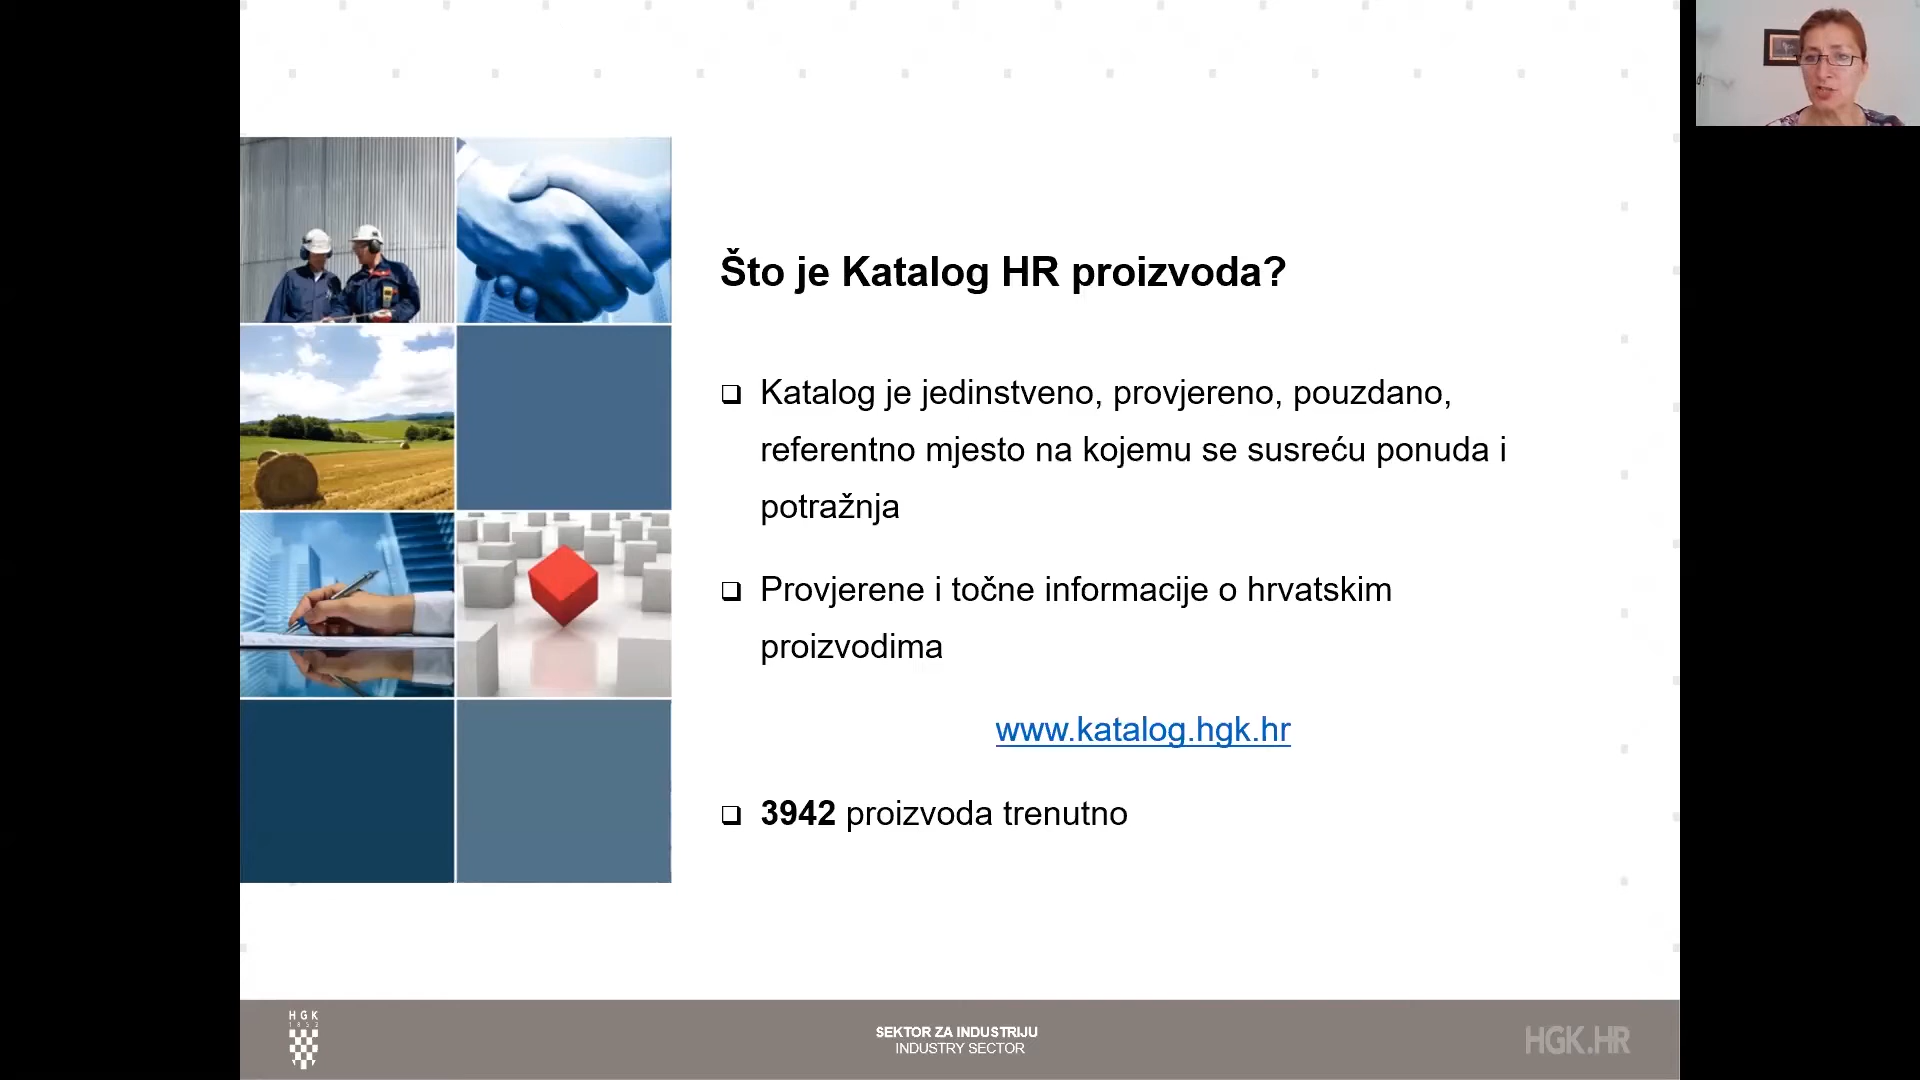 Što je Katalog HR proizvoda?
Katalog je jedinstveno, provjereno, pouzdano,
referentno mjesto na kojemu se susreću ponuda i
potražnja
Provjerene i točne informacije o hrvatskim
proizvodima
www.katalog.hgk.hr
3942 proizvoda trenutno
HGK
1852
SEKTOR ZA INDUSTRIJU
INDUSTRY SECTOR
HGK.HR